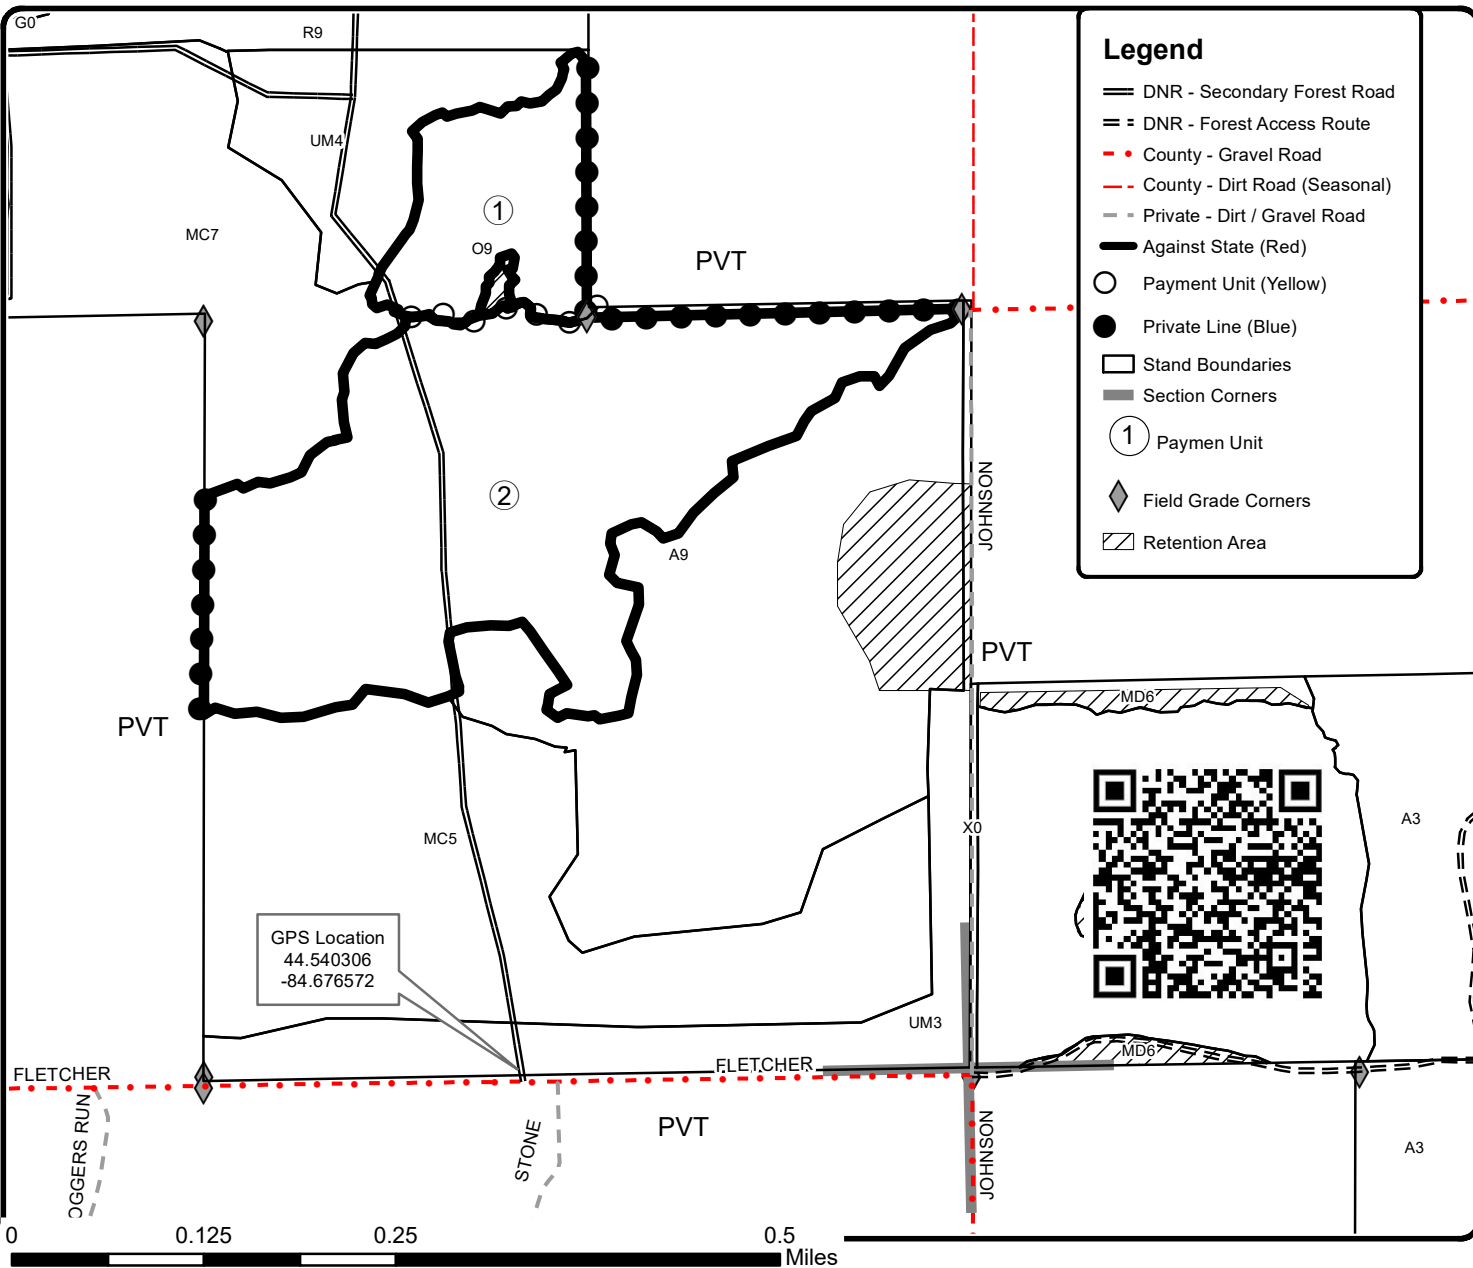 G0
R9
Legend
DNR - Secondary Forest Road
DNR - Forest Access Route
County - Gravel Road
County - Dirt Road (Seasonal)
Private - Dirt / Gravel Road
Against State (Red)
Payment Unit (Yellow)
Private Line (Blue)
Stand Boundaries
Section Corners
1 Paymen Unit
Field Grade Corners
Retention Area
UM4
1
MC7
O9
PVT
JOHNSON
2
A9
PVT
MD6
PVT
MC5
X0
A3
GPS Location
44.540306
-84.676572
UM3
MD6
FLETCHER
FLETCHER
OGGERS RUN
STONE
PVT
JOHNSON
A3
0 0.125 0.25 0.5
Miles